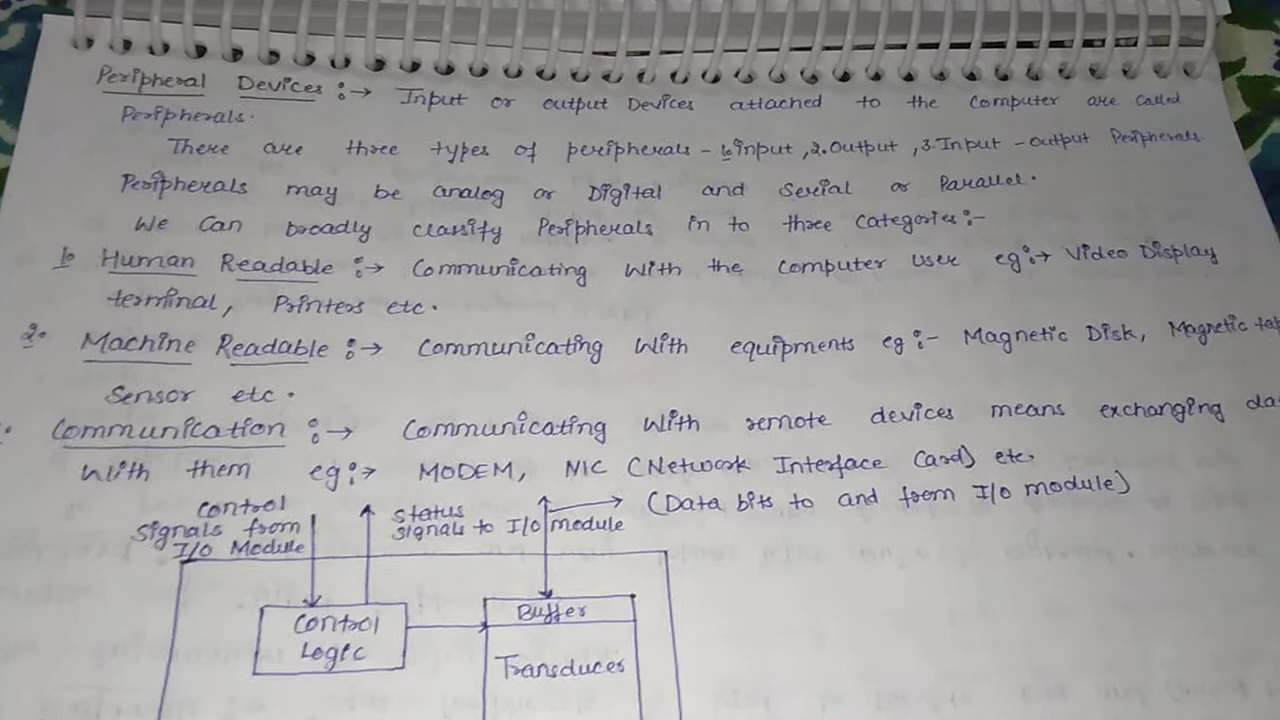 Peripheral Devices :→ Input or output Devices attached to the computer are called
Peripherals.
There are three types of peripherals - 1. input, 2. Output, 3. Input - output Peripherals
Peripherals may be analog or Digital and Serial or Parallel.
We Can broadly classify Peripherals in to three Categories :-
1. Human Readable :→ Communicating With the Computer user eg :→ Video Display
terminal, Printers etc.
2. Machine Readable :→ Communicating With equipments eg :- Magnetic Disk, Magnetic
Sensor etc.
Communication :→ Communicating With remote devices means exchanging
With them eg :→ MODEM, NIC (Network Interface Card) etc.
Control
signals from
I/O Module
status
signals to I/O module
(Data bits to and from I/O module)
Control
Logic
Buffer
Transducer